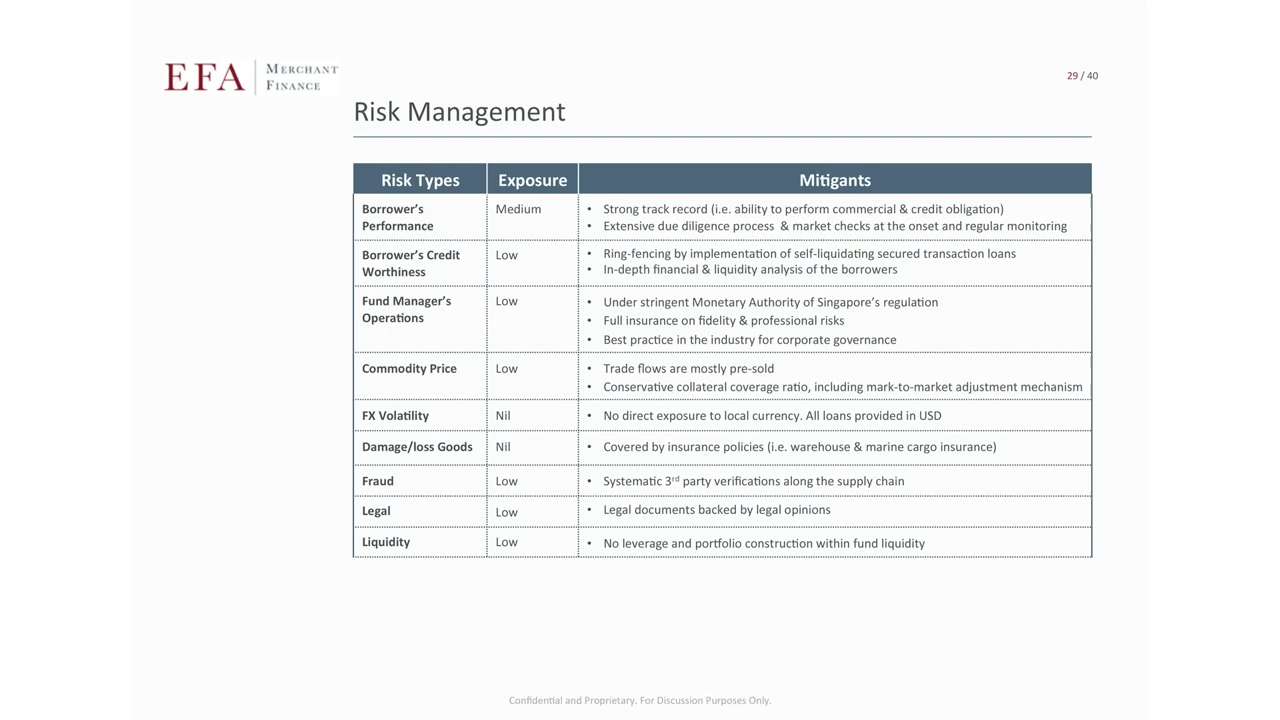 EFA MERCHANT
FINANCE
29 / 40
Risk Management
Risk Types Exposure Mitigants
Borrower's Performance Medium
• Strong track record (i.e. ability to perform commercial & credit obligation)
• Extensive due diligence process & market checks at the onset and regular monitoring
Borrower's Credit Worthiness Low
• Ring-fencing by implementation of self-liquidating secured transaction loans
• In-depth financial & liquidity analysis of the borrowers
Fund Manager's Operations Low
• Under stringent Monetary Authority of Singapore's regulation
• Full insurance on fidelity & professional risks
• Best practice in the industry for corporate governance
Commodity Price Low
• Trade flows are mostly pre-sold
• Conservative collateral coverage ratio, including mark-to-market adjustment mechanism
FX Volatility Nil
• No direct exposure to local currency. All loans provided in USD
Damage/loss Goods Nil
• Covered by insurance policies (i.e. warehouse & marine cargo insurance)
Fraud Low
• Systematic 3rd party verifications along the supply chain
Legal Low
• Legal documents backed by legal opinions
Liquidity Low
• No leverage and portfolio construction within fund liquidity
Confidential and Proprietary. For Discussion Purposes Only.